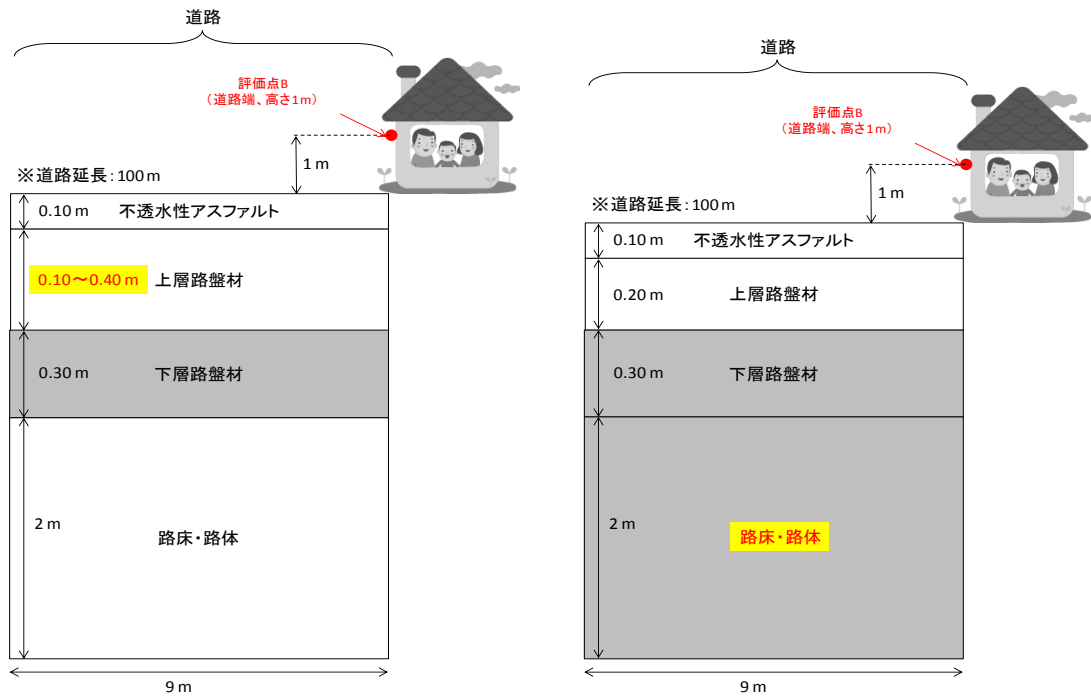 道路
評価点B
(道路端、高さ1m)
1 m
※道路延長:100 m
0.10 m 不透水性アスファルト
0.10~0.40 m 上層路盤材
0.30 m 下層路盤材
2 m 路床・路体
9 m
道路
評価点B
(道路端、高さ1m)
1 m
※道路延長:100 m
0.10 m 不透水性アスファルト
0.20 m 上層路盤材
0.30 m 下層路盤材
2 m 路床・路体
9 m